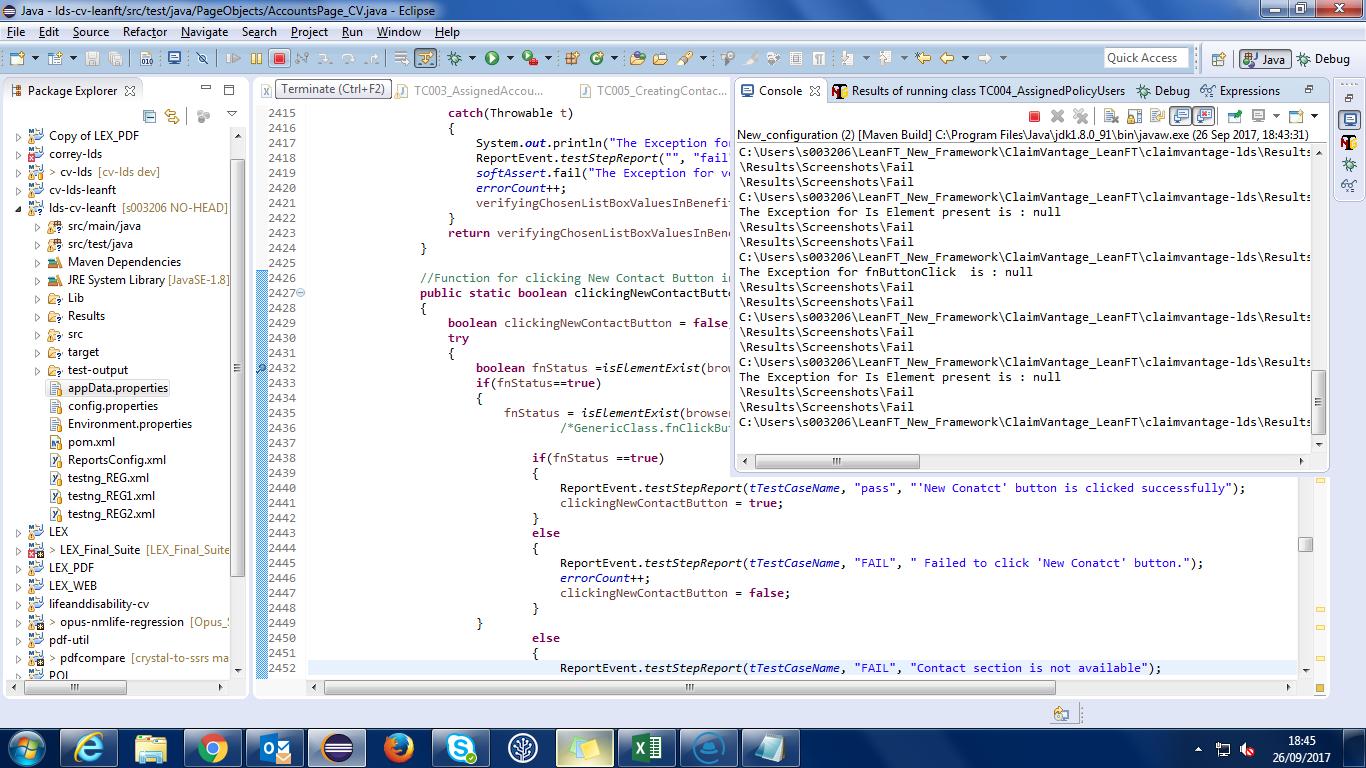 Java - lds-cv-leanft/src/test/java/PageObjects/AccountsPage_CV.java - Eclipse
File Edit Source Refactor Navigate Search Project Run Window Help
Quick Access
Java
Debug
Package Explorer
Copy of LEX_PDF
correy-lds
> cv-lds [cv-lds dev]
cv-lds-leanft
lds-cv-leanft [s003206 NO-HEAD]
src/main/java
src/test/java
Maven Dependencies
JRE System Library [JavaSE-1.8]
Lib
Results
src
target
test-output
appData.properties
config.properties
Environment.properties
pom.xml
ReportsConfig.xml
testng_REG.xml
testng_REG1.xml
testng_REG2.xml
LEX
> LEX_Final_Suite [LEX_Final_Suite
LEX_PDF
LEX_WEB
lifeanddisability-cv
> opus-nmlife-regression [Opus_S
pdf-util
> pdfcompare [crystal-to-ssrs ma
POI
Terminate (Ctrl+F2)
TC003_AssignedAccou...
TC005_CreatingContac...
2415 catch(Throwable t)
2416 {
2417 System.out.println("The Exception for
2418 ReportEvent.testStepReport("", "fail"
2419 softAssert.fail("The Exception for ve
2420 errorCount++;
2421 verifyingChosenListBoxValuesInBenefi
2422 }
2423 return verifyingChosenListBoxValuesInBene
2424 }
2425
2426 //Function for clicking New Contact Button in
2427 public static boolean clickingNewContactButto
2428 {
2429 boolean clickingNewContactButton = false;
2430 try
2431 {
2432 boolean fnStatus =isElementExist(brow
2433 if(fnStatus==true)
2434 {
2435 fnStatus = isElementExist(browser
2436 /*GenericClass.fnClickBu
2437
2438 if(fnStatus ==true)
2439 {
2440 ReportEvent.testStepReport(tTestCaseName, "pass", "'New Conatct' button is clicked successfully");
2441 clickingNewContactButton = true;
2442 }
2443 else
2444 {
2445 ReportEvent.testStepReport(tTestCaseName, "FAIL", " Failed to click 'New Conatct' button.");
2446 errorCount++;
2447 clickingNewContactButton = false;
2448 }
2449 }
2450 else
2451 {
2452 ReportEvent.testStepReport(tTestCaseName, "FAIL", "Contact section is not available");
Console
Results of running class TC004_AssignedPolicyUsers
Debug
Expressions
New_configuration (2) [Maven Build] C:\Program Files\Java\jdk1.8.0_91\bin\javaw.exe (26 Sep 2017, 18:43:31)
C:\Users\s003206\LeanFT_New_Framework\ClaimVantage_LeanFT\claimvantage-lds\Results
\Results\Screenshots\Fail
\Results\Screenshots\Fail
C:\Users\s003206\LeanFT_New_Framework\ClaimVantage_LeanFT\claimvantage-lds\Results
The Exception for Is Element present is : null
\Results\Screenshots\Fail
\Results\Screenshots\Fail
C:\Users\s003206\LeanFT_New_Framework\ClaimVantage_LeanFT\claimvantage-lds\Results
The Exception for fnButtonClick  is : null
\Results\Screenshots\Fail
\Results\Screenshots\Fail
C:\Users\s003206\LeanFT_New_Framework\ClaimVantage_LeanFT\claimvantage-lds\Results
\Results\Screenshots\Fail
\Results\Screenshots\Fail
C:\Users\s003206\LeanFT_New_Framework\ClaimVantage_LeanFT\claimvantage-lds\Results
The Exception for Is Element present is : null
\Results\Screenshots\Fail
\Results\Screenshots\Fail
C:\Users\s003206\LeanFT_New_Framework\ClaimVantage_LeanFT\claimvantage-lds\Results
18:45
26/09/2017